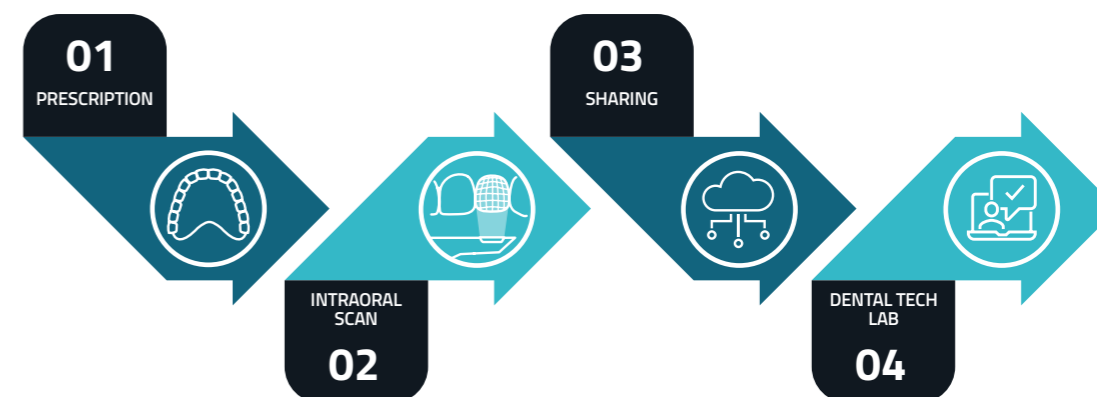 01
PRESCRIPTION
INTRAORAL
SCAN
02
03
SHARING
DENTAL TECH
LAB
04